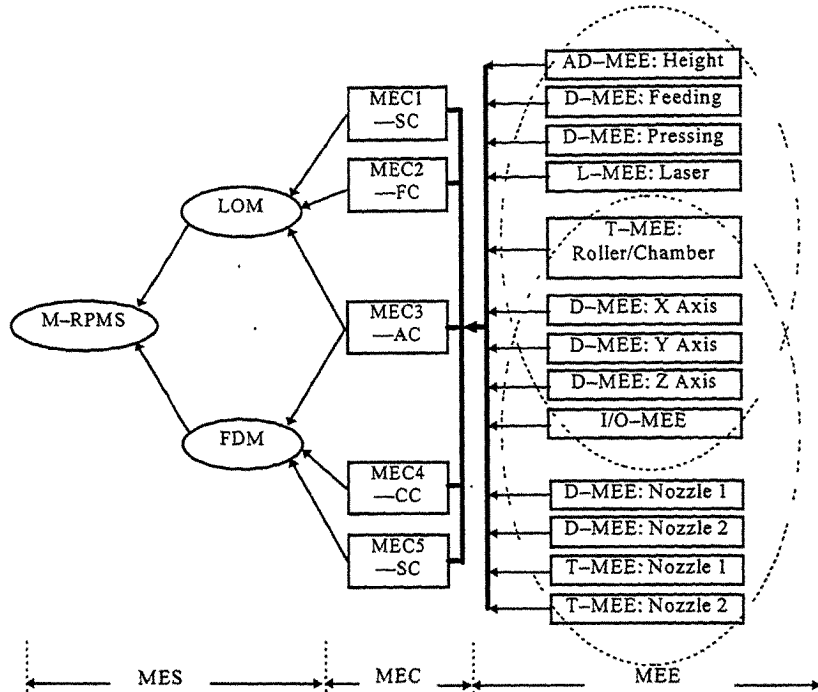 AD–MEE: Height
D–MEE: Feeding
D–MEE: Pressing
L–MEE: Laser
T–MEE:
Roller/Chamber
D–MEE: X Axis
D–MEE: Y Axis
D–MEE: Z Axis
I/O–MEE
D–MEE: Nozzle 1
D–MEE: Nozzle 2
T–MEE: Nozzle 1
T–MEE: Nozzle 2
MEC1
—SC
MEC2
—FC
MEC3
—AC
MEC4
—CC
MEC5
—SC
LOM
FDM
M–RPMS
MES
MEC
MEE